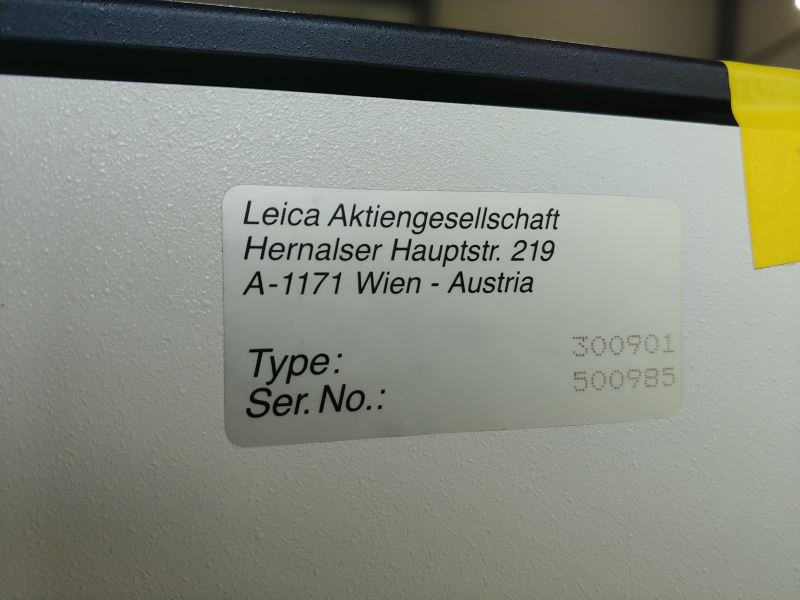 Leica Aktiengesellschaft
Hernalser Hauptstr. 219
A-1171 Wien - Austria
Type: 300901
Ser. No.: 500985